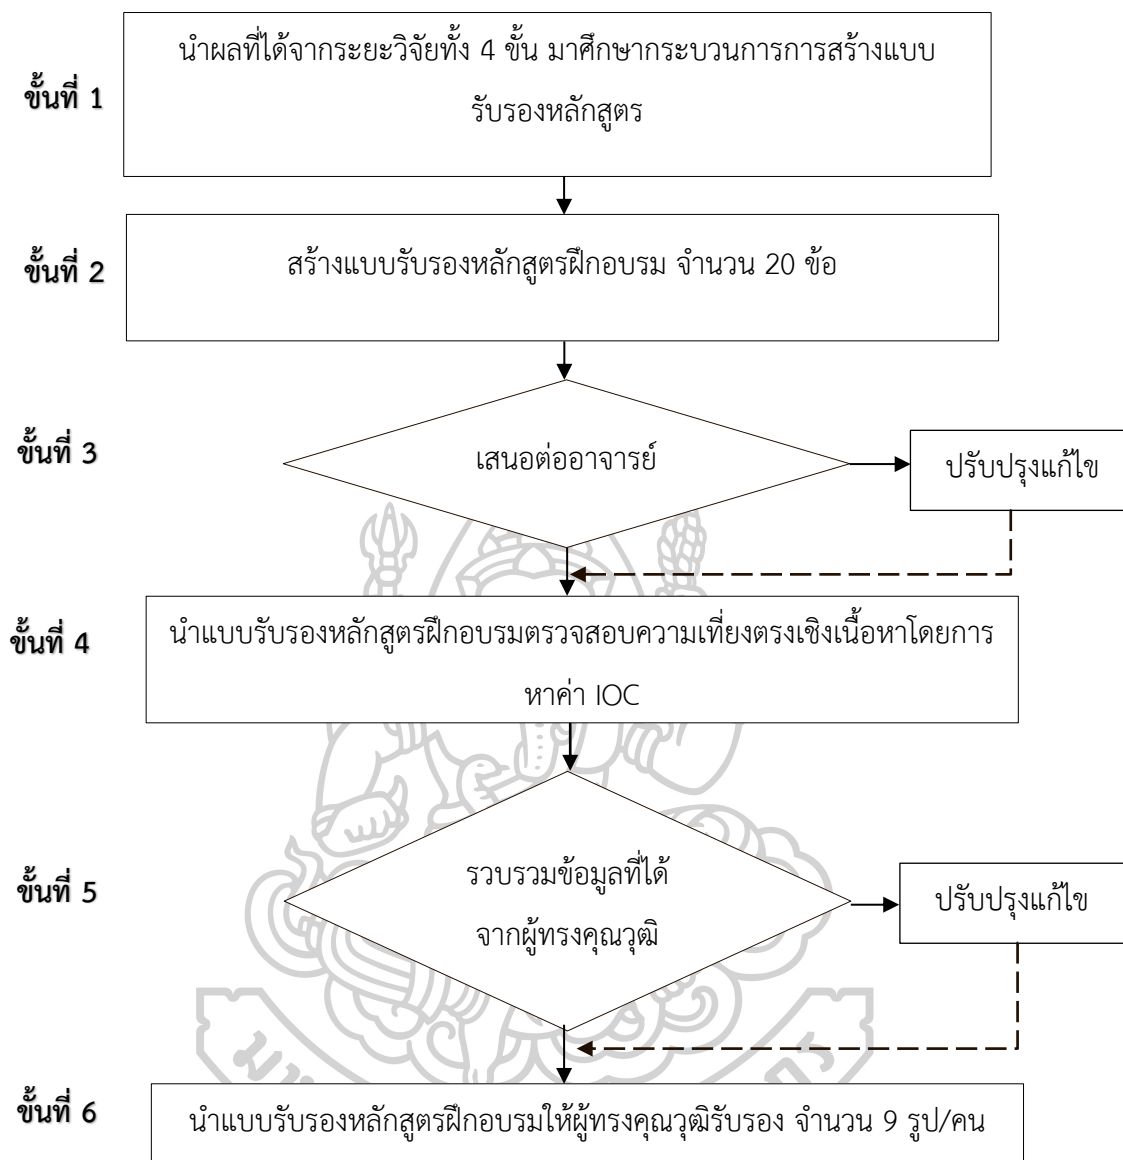 นำผลที่ได้จากระยะวิจัยทั้ง 4 ขั้น มาศึกษากระบวนการการสร้างแบบ
ขั้นที่ 1
รับรองหลักสูตร
ขั้นที่ 2
สร้างแบบรับรองหลักสูตรฝึกอบรม จำนวน 20 ข้อ
ขั้นที่ 3
เสนอต่ออาจารย์
ปรับปรุงแก้ไข
ขั้นที่ 4
นำแบบรับรองหลักสูตรฝึกอบรมตรวจสอบความเที่ยงตรงเชิงเนื้อหาโดยการ
หาค่า IOC
ขั้นที่ 5
รวบรวมข้อมูลที่ได้
จากผู้ทรงคุณวุฒิ
ปรับปรุงแก้ไข
ขั้นที่ 6
นำแบบรับรองหลักสูตรฝึกอบรมให้ผู้ทรงคุณวุฒิรับรอง จำนวน 9 รูป/คน